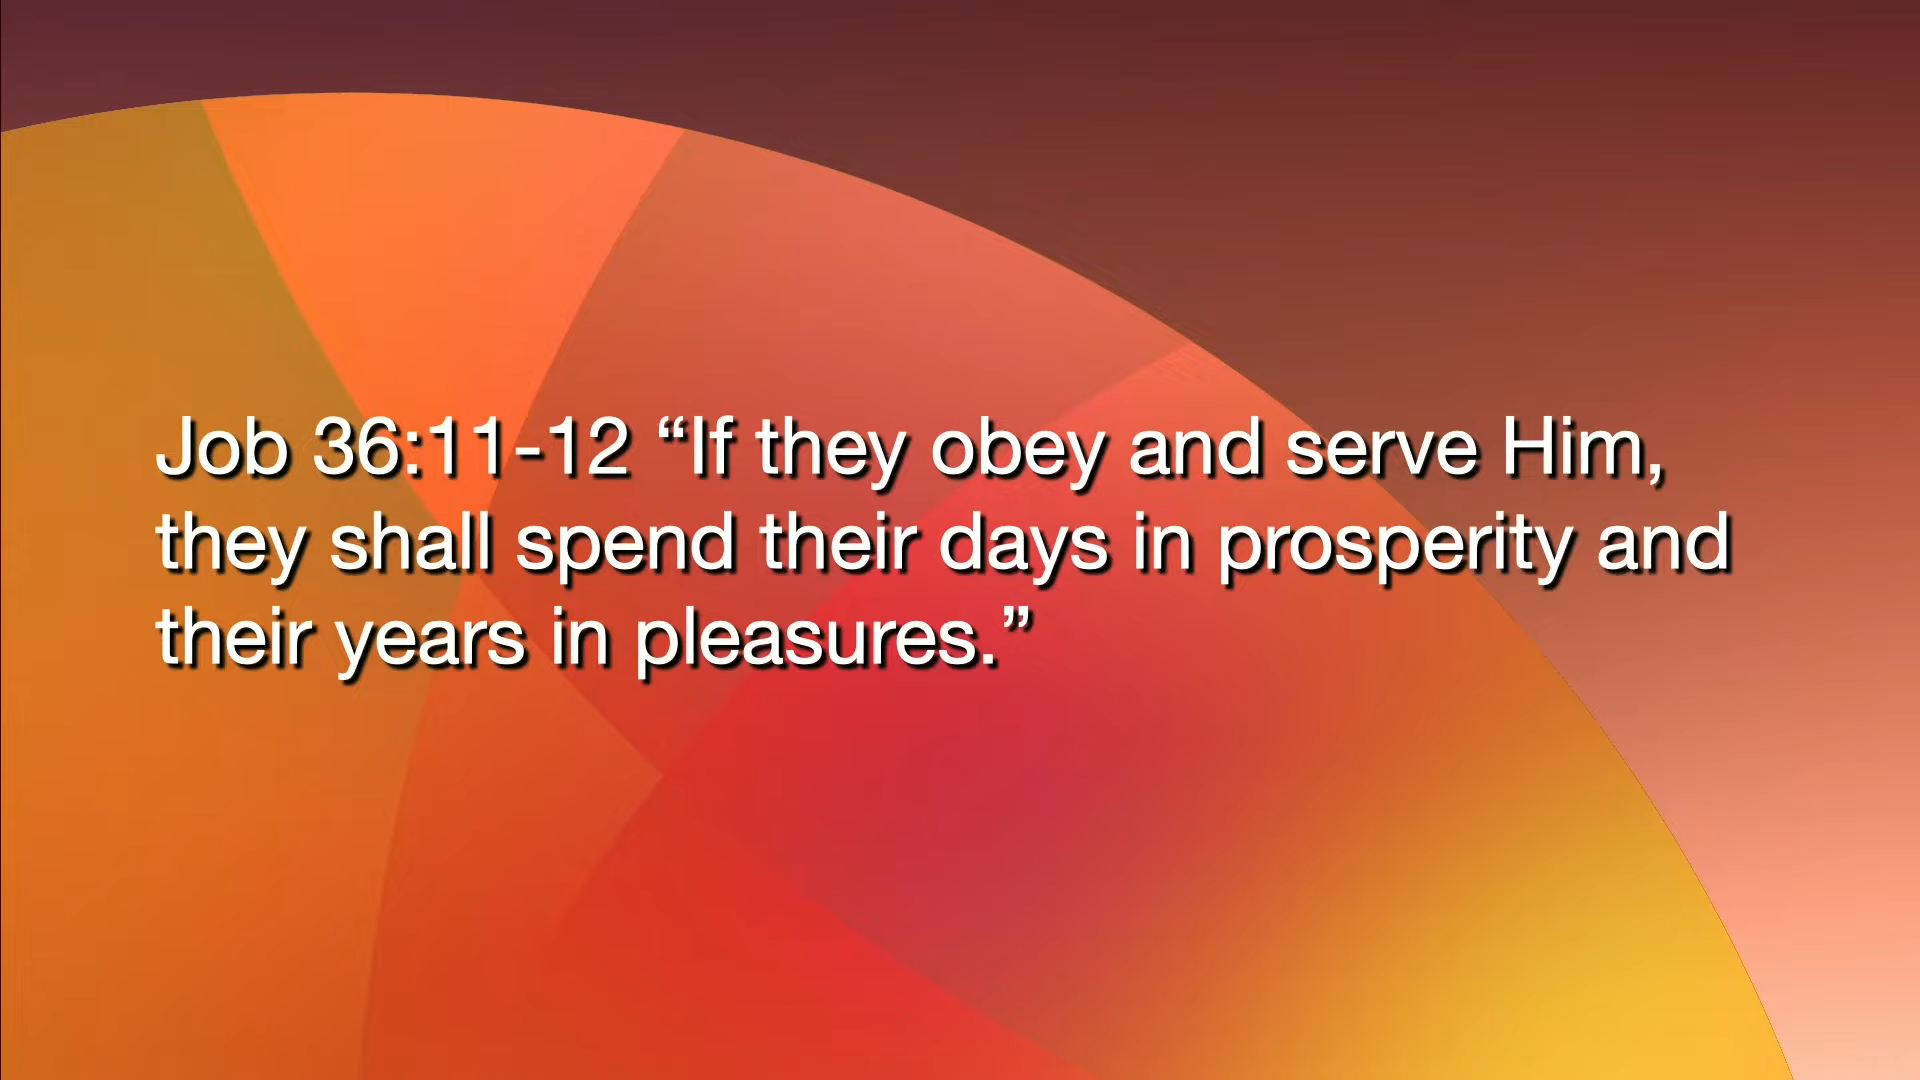 Job 36:11-12 “If they obey and serve Him,
they shall spend their days in prosperity and
their years in pleasures.”